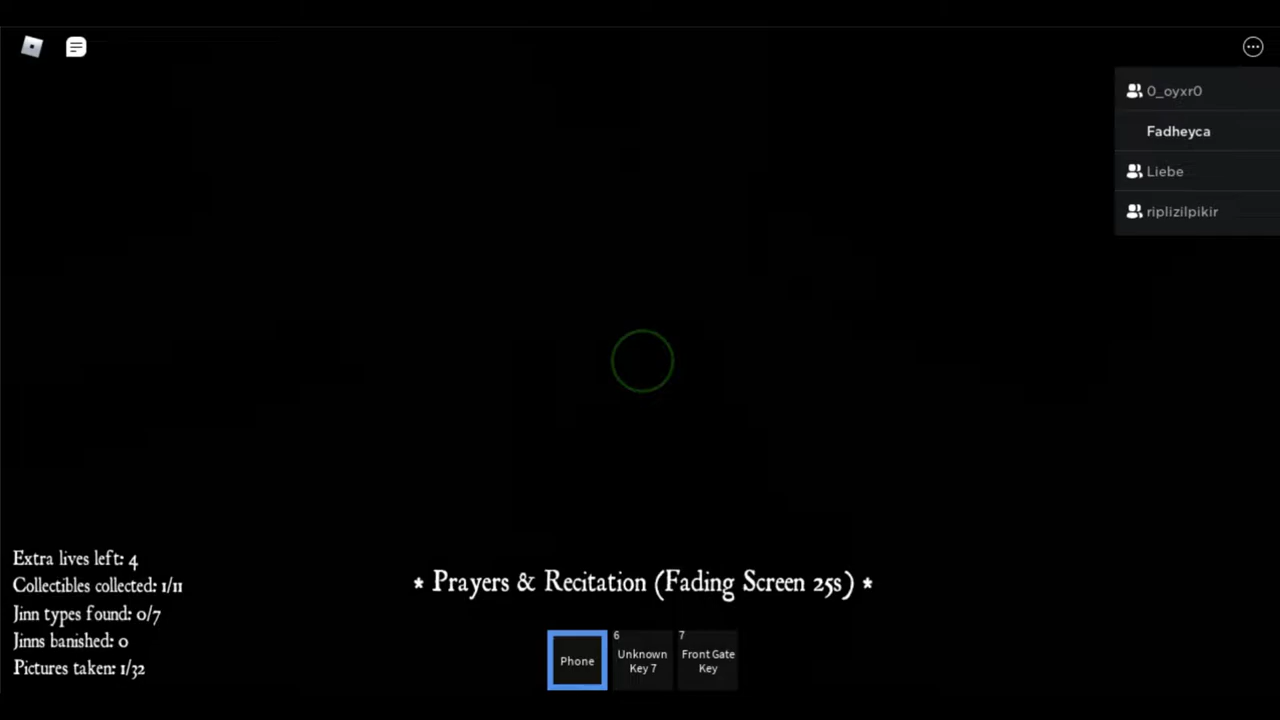 0_oyxr0
Fadheyca
Liebe
riplizilpikir
Extra lives left: 4
Collectibles collected: 1/11
Jinn types found: 0/7
Jinns banished: 0
Pictures taken: 1/32
* Prayers & Recitation (Fading Screen 25s) *
Phone
6
Unknown
Key 7
7
Front Gate
Key